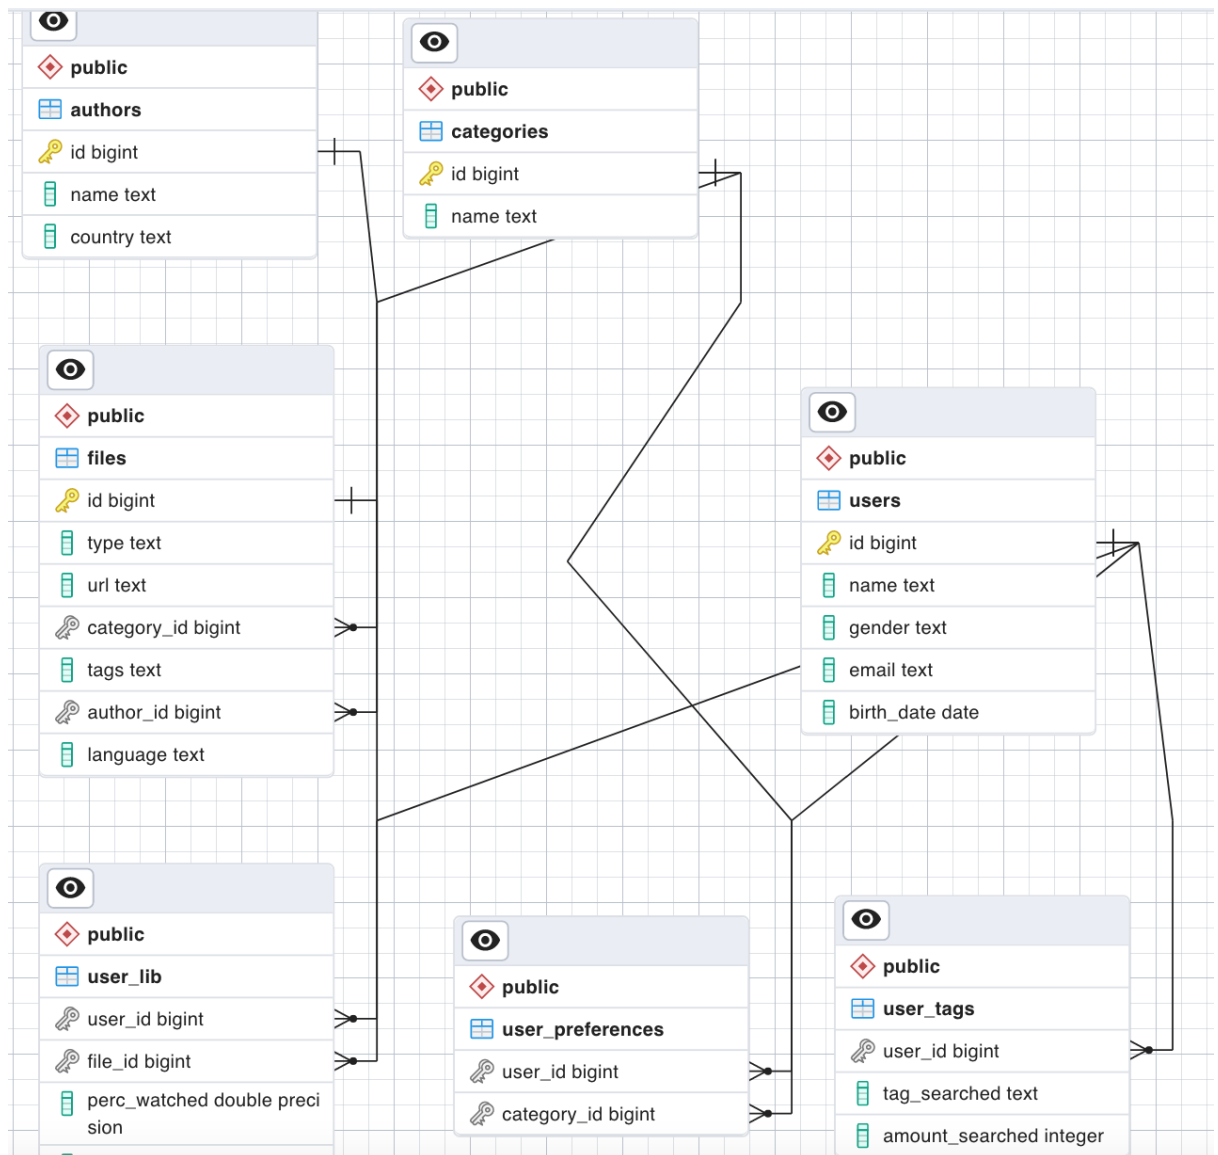 public
authors
id bigint
name text
country text
public
categories
id bigint
name text
public
files
id bigint
type text
url text
category_id bigint
tags text
author_id bigint
language text
public
users
id bigint
name text
gender text
email text
birth_date date
public
user_lib
user_id bigint
file_id bigint
perc_watched double preci
sion
public
user_preferences
user_id bigint
category_id bigint
public
user_tags
user_id bigint
tag_searched text
amount_searched integer